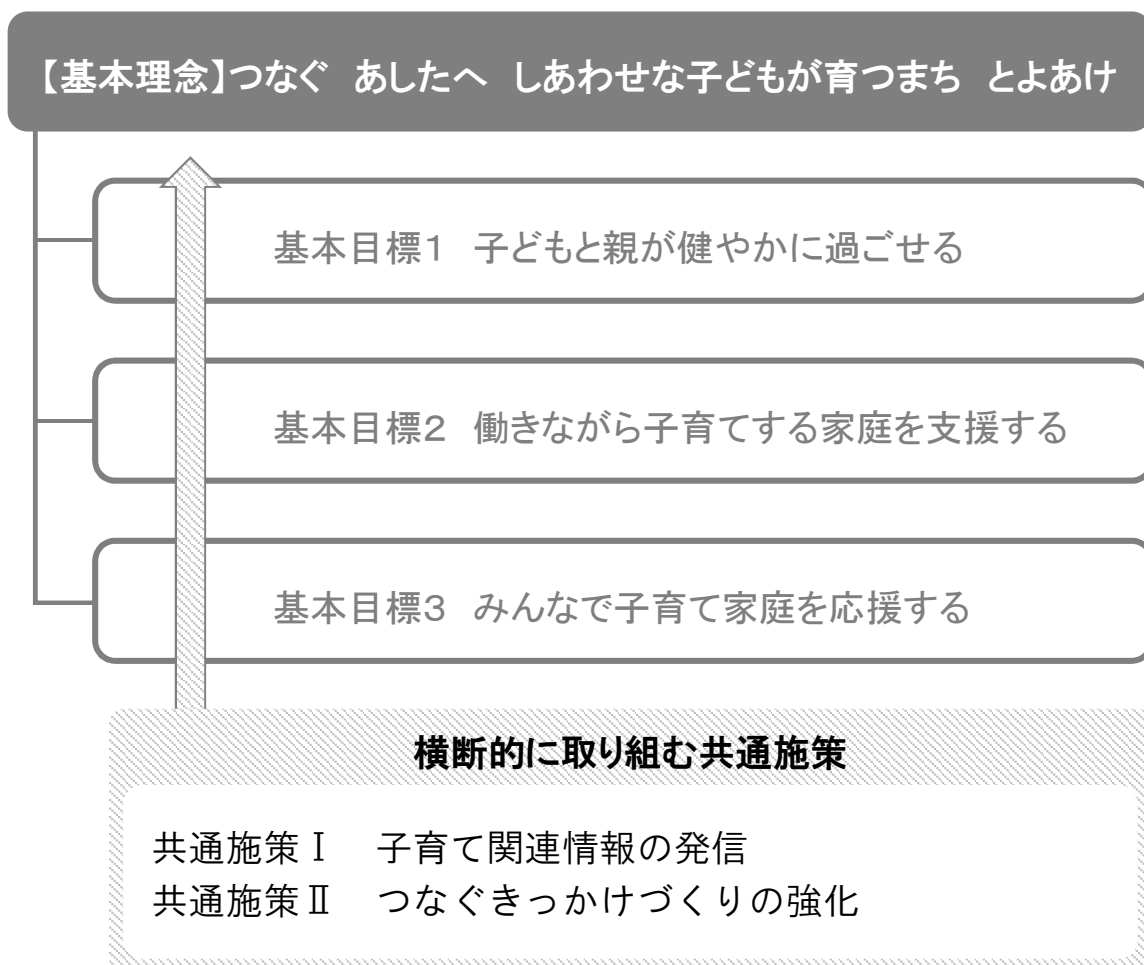 【基本理念】つなぐ　あしたへ　しあわせな子どもが育つまち　とよあけ
基本目標１　子どもと親が健やかに過ごせる
基本目標２　働きながら子育てする家庭を支援する
基本目標３　みんなで子育て家庭を応援する
横断的に取り組む共通施策
共通施策Ⅰ　子育て関連情報の発信
共通施策Ⅱ　つなぐきっかけづくりの強化